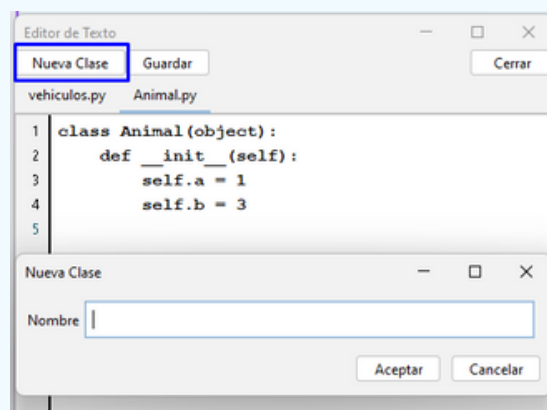 Editor de Texto
Nueva Clase Guardar Cerrar
vehiculos.py Animal.py
1 class Animal(object):
2 def __init__(self):
3 self.a = 1
4 self.b = 3
5
Nueva Clase
Nombre
Aceptar Cancelar